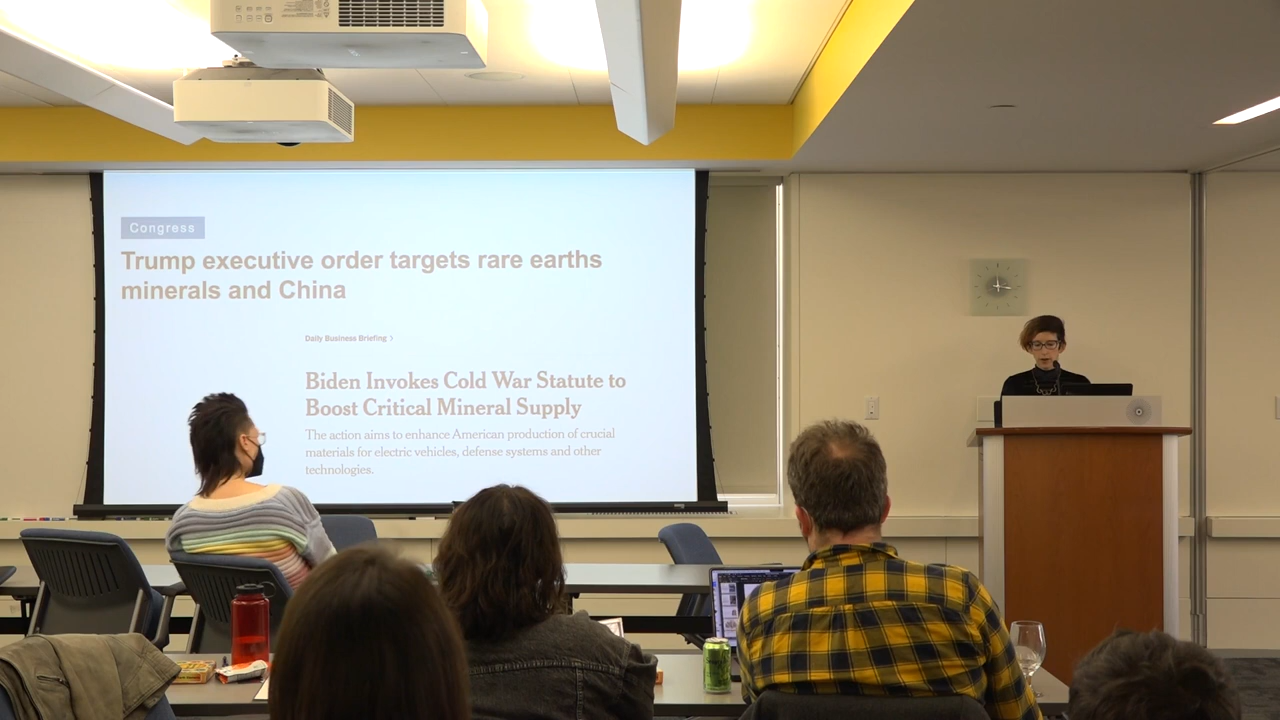 Congress
Trump executive order targets rare earths
minerals and China
Daily Business Briefing >
Biden Invokes Cold War Statute to
Boost Critical Mineral Supply
The action aims to enhance American production of crucial
materials for electric vehicles, defense systems and other
technologies.